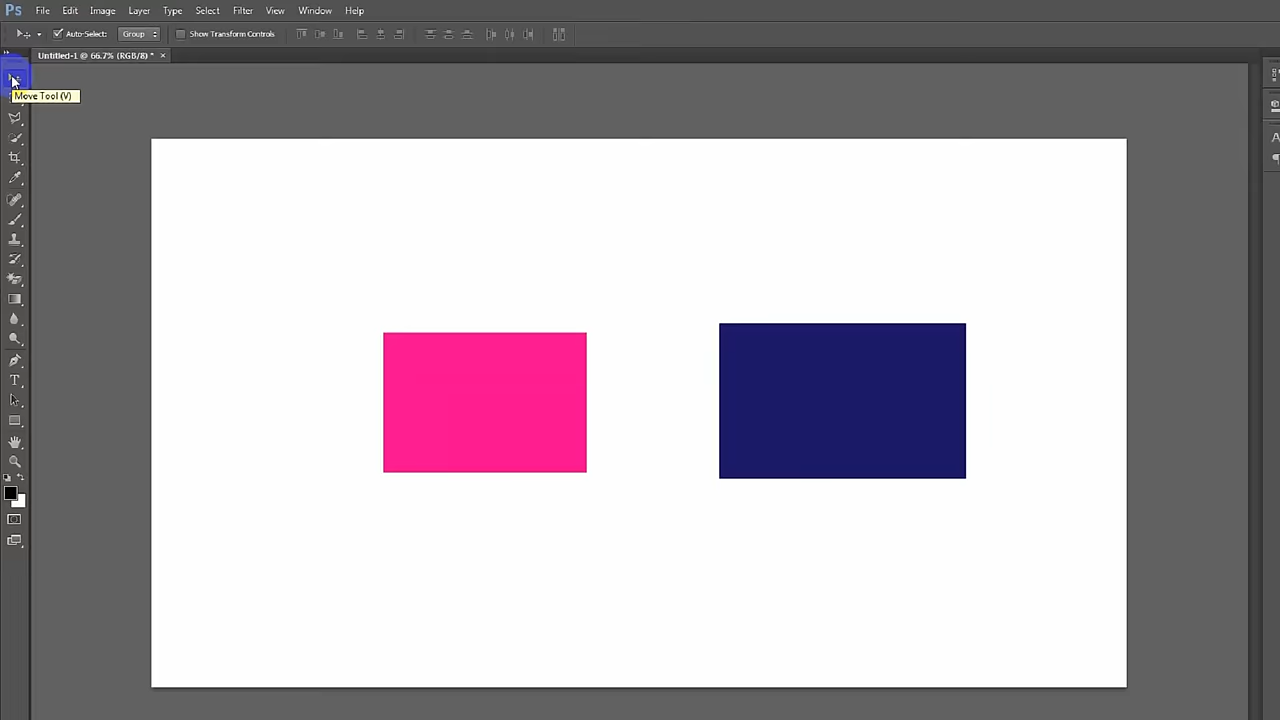 Ps File Edit Image Layer Type Select Filter View Window Help
Auto-Select: Group Show Transform Controls
Untitled-1 @ 66.7% (RGB/8) * ×
Move Tool (V)
T